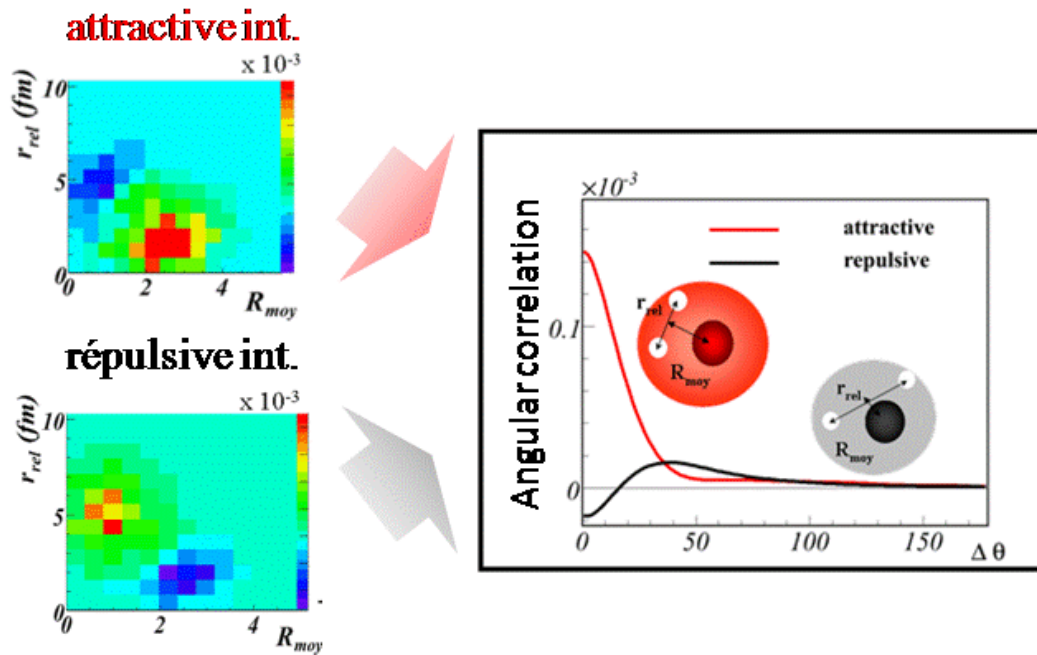 attractive int.
x 10⁻³
r_rel (fm)
10
5
0
0
2
4
R_moy
répulsive int.
x 10⁻³
r_rel (fm)
10
5
0
0
2
4
R_moy
Angular correlation
×10⁻³
0.1
0
attractive
repulsive
r_rel
R_moy
r_rel
R_moy
0
50
100
150
Δ θ